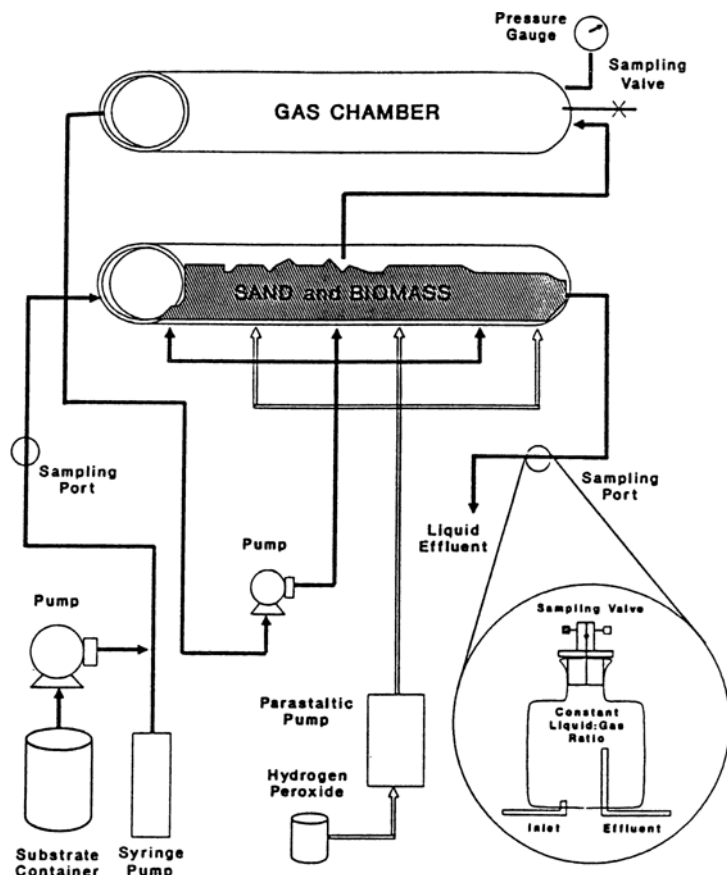 Pressure
Gauge
Sampling
Valve
GAS CHAMBER
SAND and BIOMASS
Sampling
Port
Sampling
Port
Liquid
Effluent
Pump
Pump
Sampling Valve
Constant
Liquid:Gas
Ratio
Parastaltic
Pump
Hydrogen
Peroxide
Inlet
Effluent
Substrate
Container
Syringe
Pump